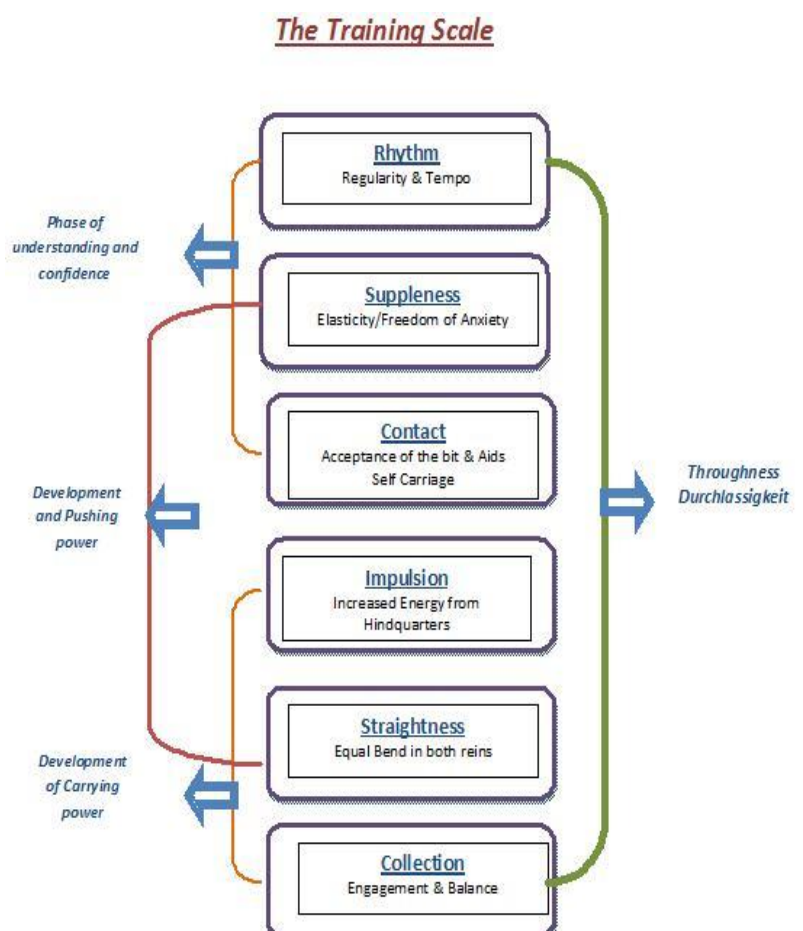 The Training Scale
Rhythm
Regularity & Tempo
Phase of
understanding and
confidence
Suppleness
Elasticity/Freedom of Anxiety
Contact
Acceptance of the bit & Aids
Self Carriage
Development
and Pushing
power
Throughness
Durchlassigkeit
Impulsion
Increased Energy from
Hindquarters
Straightness
Equal Bend in both reins
Development
of Carrying
power
Collection
Engagement & Balance